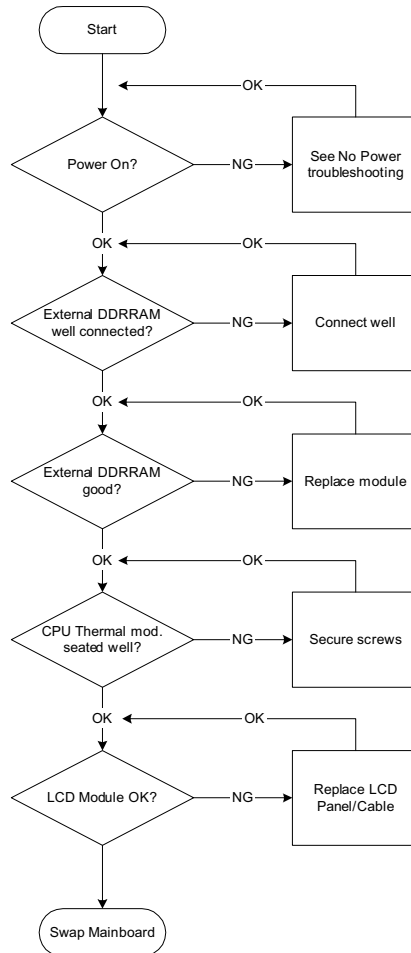 Start
OK
Power On?
NG
See No Power
troubleshooting
OK
OK
External DDRRAM
well connected?
NG
Connect well
OK
OK
External DDRRAM
good?
NG
Replace module
OK
OK
CPU Thermal mod.
seated well?
NG
Secure screws
OK
OK
LCD Module OK?
NG
Replace LCD
Panel/Cable
Swap Mainboard